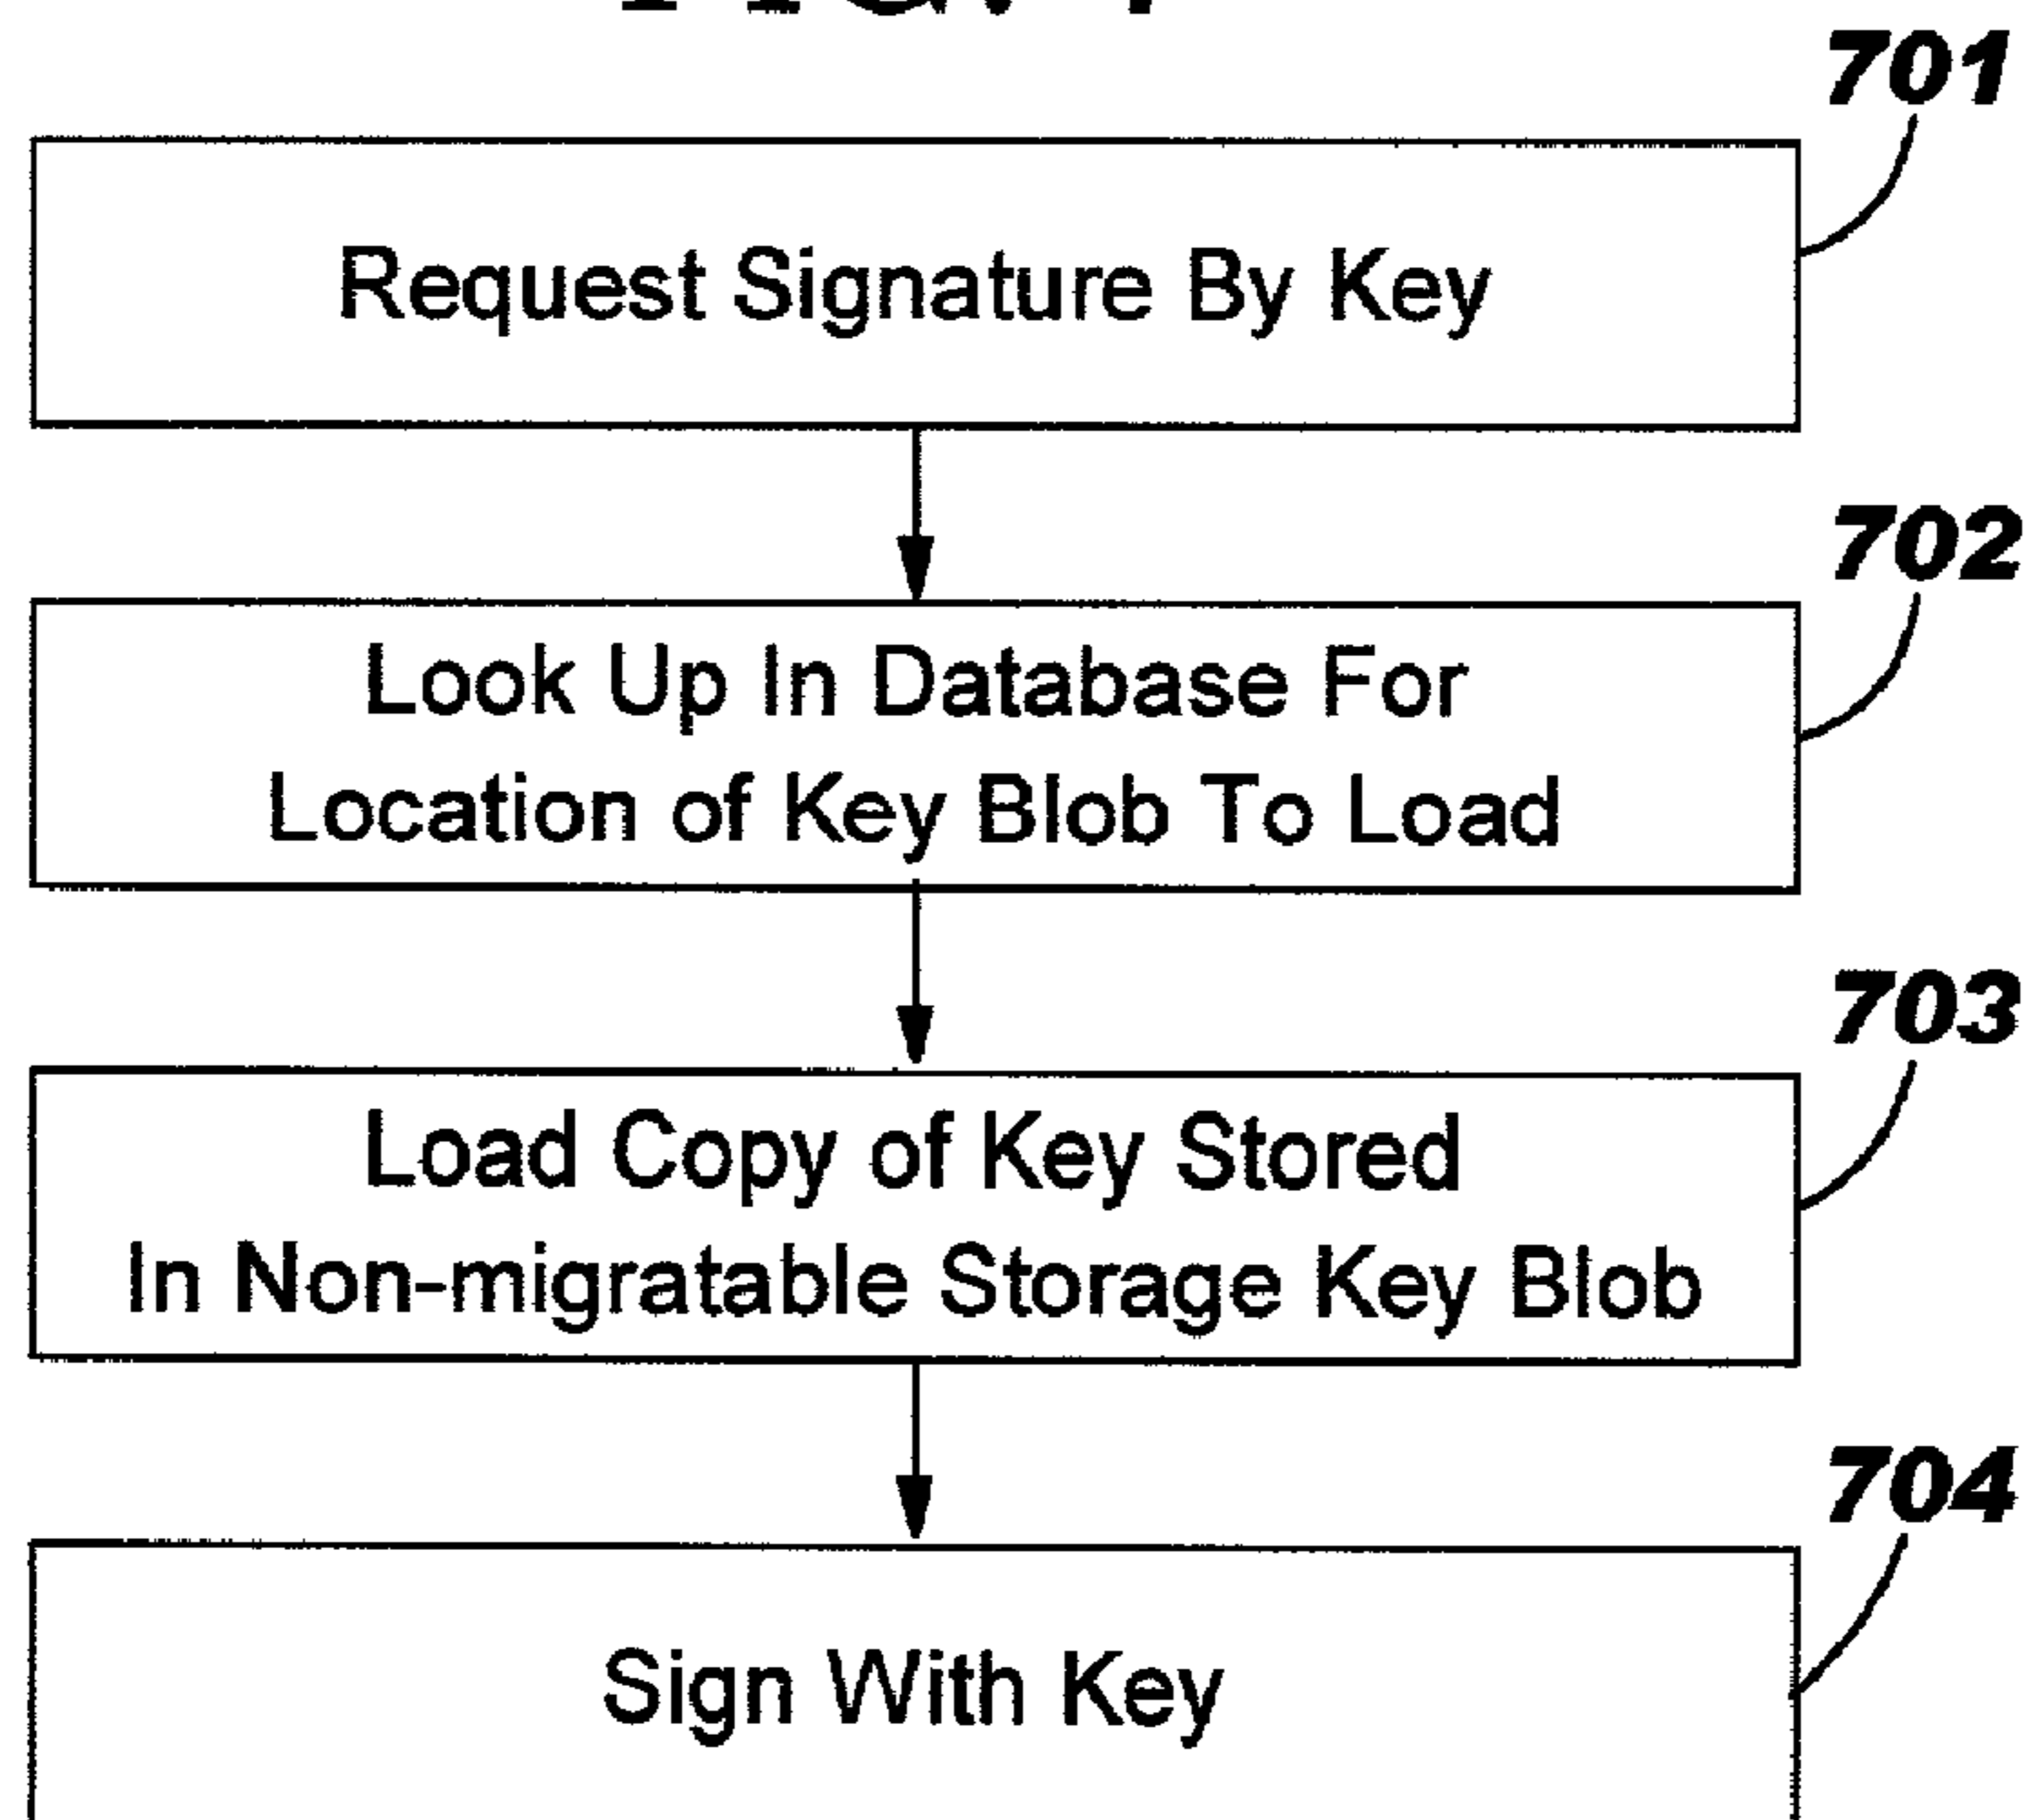 701
Request Signature By Key
702
Look Up In Database For
Location of Key Blob To Load
703
Load Copy of Key Stored
In Non-migratable Storage Key Blob
704
Sign With Key